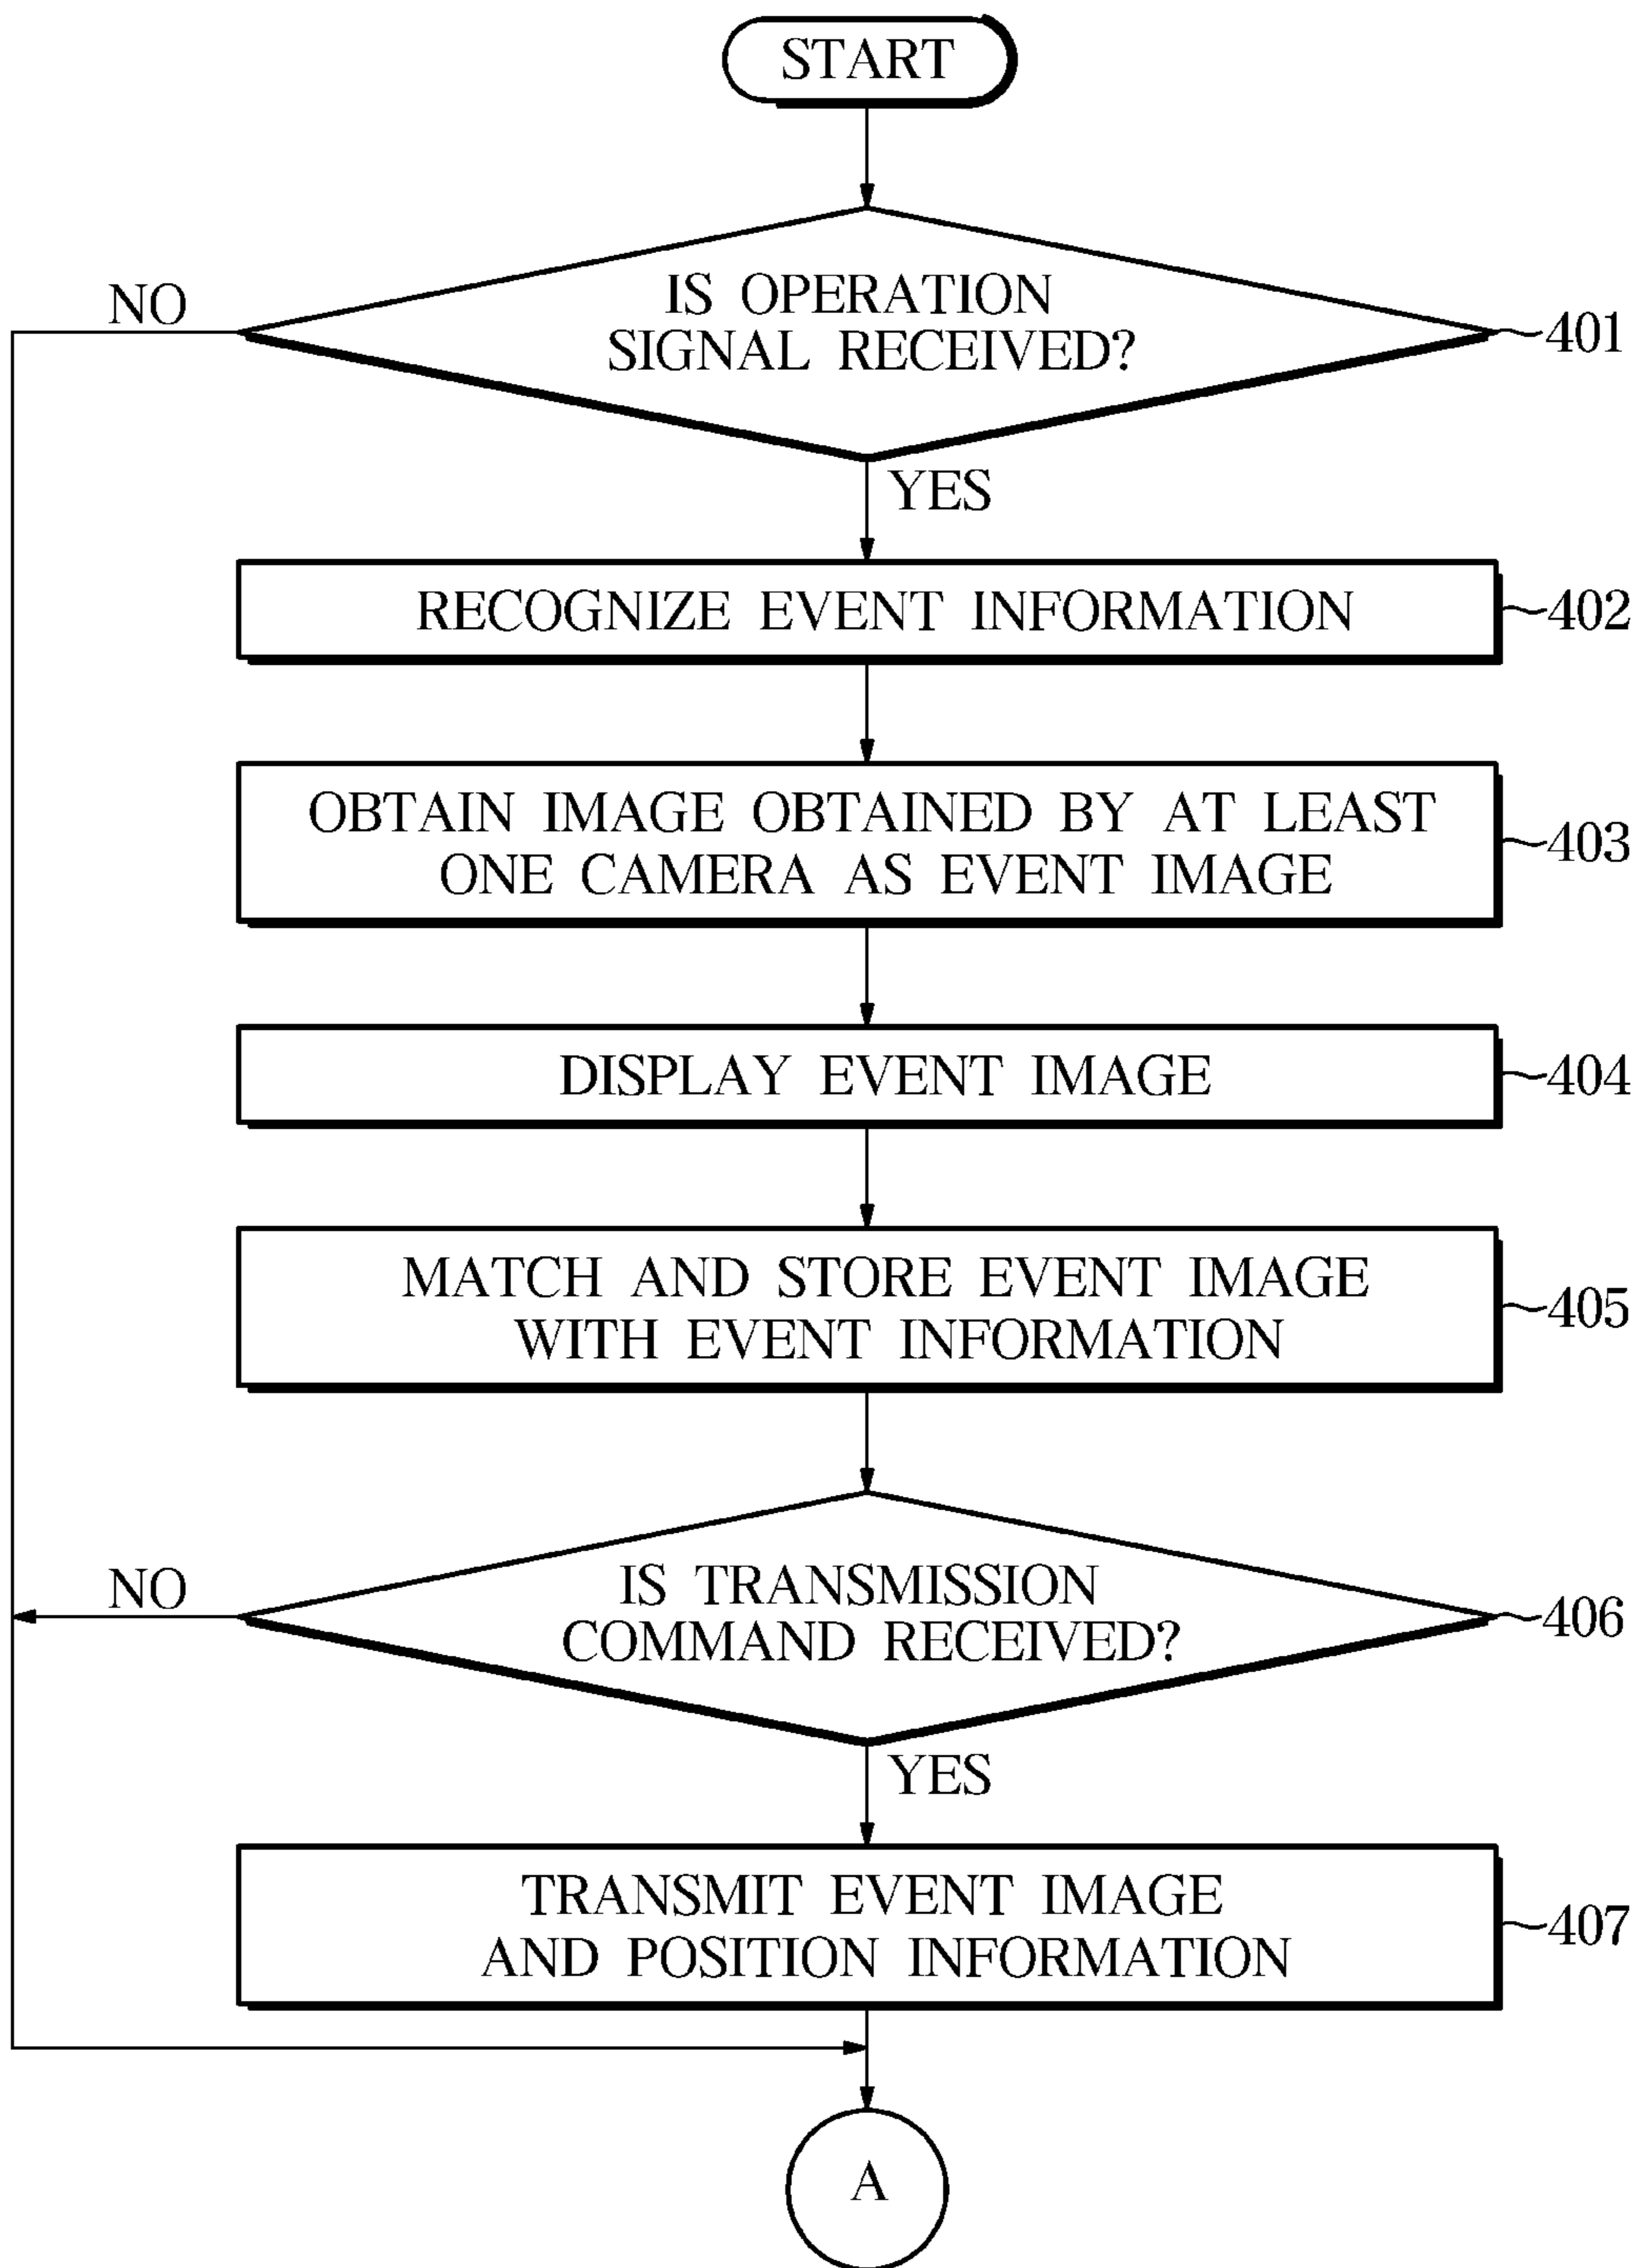 START
IS OPERATION
SIGNAL RECEIVED?
NO
401
YES
RECOGNIZE EVENT INFORMATION
402
OBTAIN IMAGE OBTAINED BY AT LEAST
ONE CAMERA AS EVENT IMAGE
403
DISPLAY EVENT IMAGE
404
MATCH AND STORE EVENT IMAGE
WITH EVENT INFORMATION
405
IS TRANSMISSION
COMMAND RECEIVED?
NO
406
YES
TRANSMIT EVENT IMAGE
AND POSITION INFORMATION
407
A